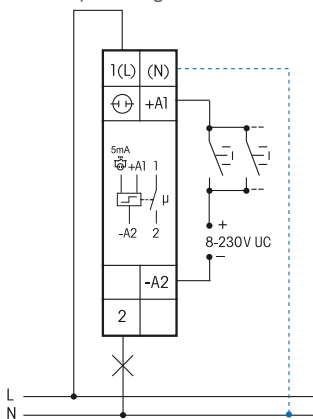 1(L) (N)
+A1
5mA
+A1 1
µ
-A2 2
+
8-230V UC
–
-A2
2
L
N